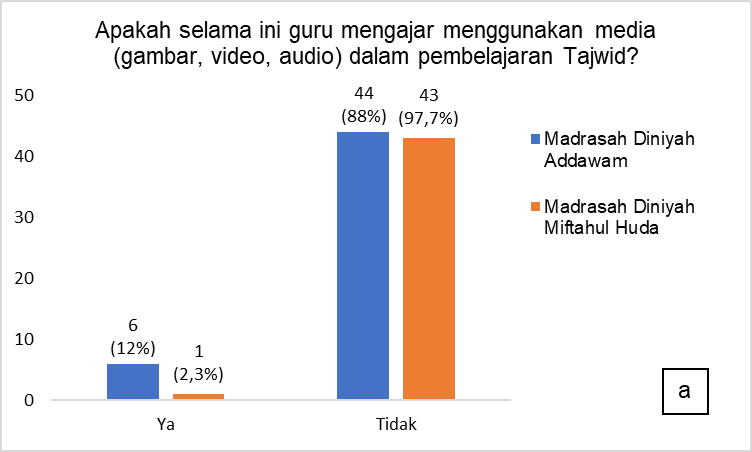 Apakah selama ini guru mengajar menggunakan media
(gambar, video, audio) dalam pembelajaran Tajwid?
50
40
30
20
10
0
6
(12%)
1
(2,3%)
44
(88%)
43
(97,7%)
Ya
Tidak
Madrasah Diniyah
Addawam
Madrasah Diniyah
Miftahul Huda
a